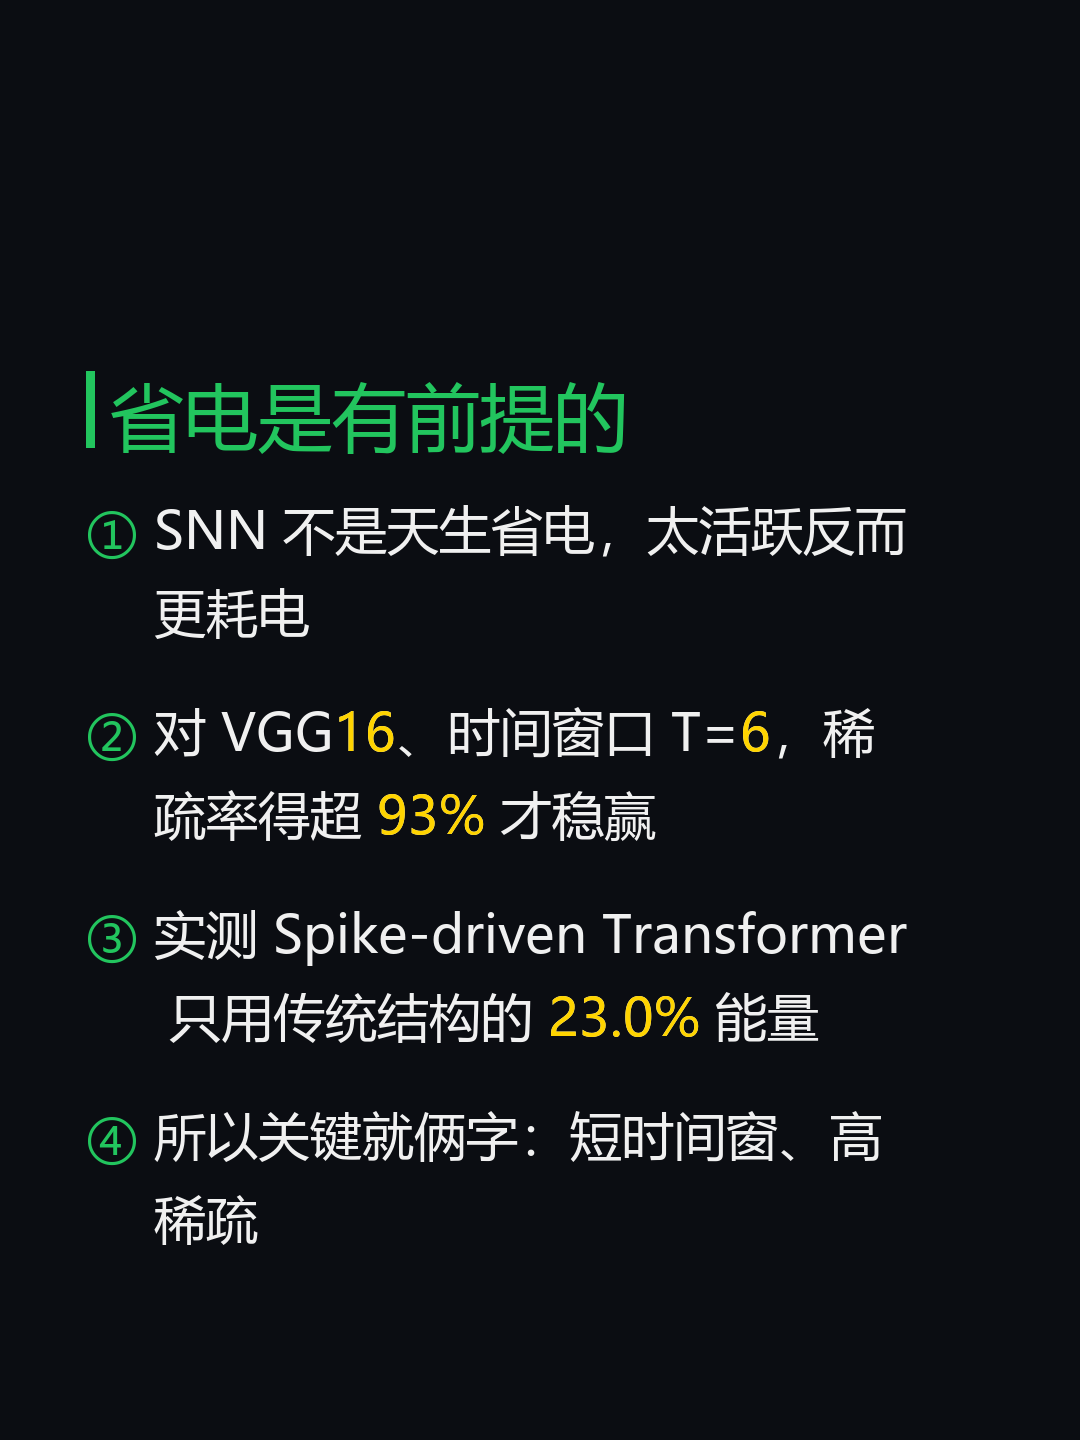 省电是有前提的
① SNN 不是天生省电，太活跃反而
更耗电
② 对 VGG16、时间窗口 T=6，稀
疏率得超 93% 才稳赢
③ 实测 Spike-driven Transformer
只用传统结构的 23.0% 能量
④ 所以关键就俩字：短时间窗、高
稀疏